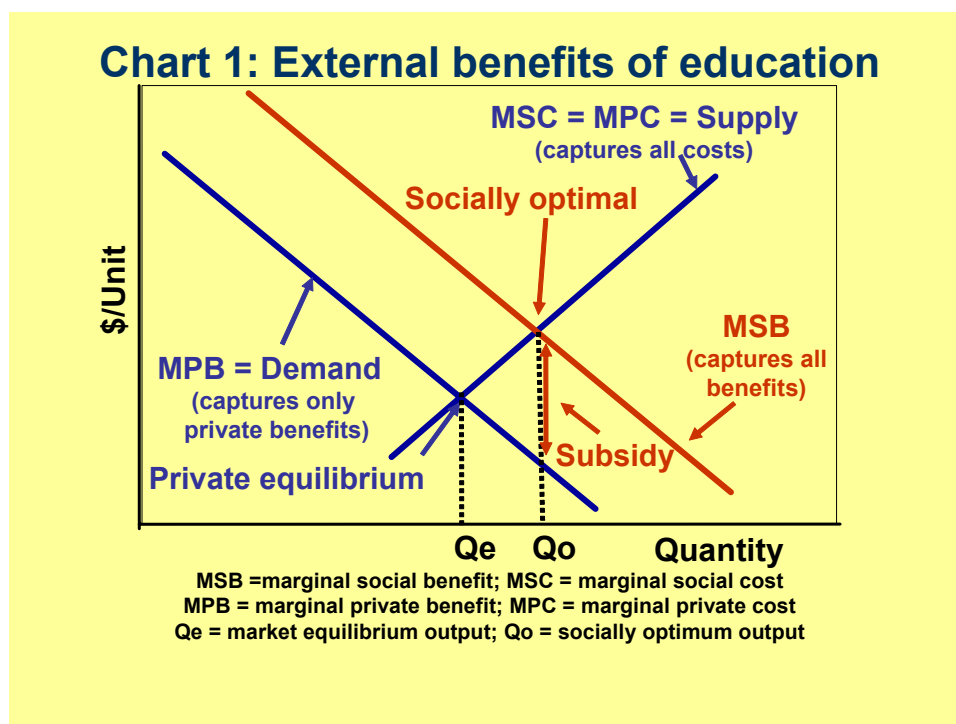 Chart 1: External benefits of education
MSC = MPC = Supply
(captures all costs)
Socially optimal
$/Unit
MSB
(captures all
benefits)
MPB = Demand
(captures only
private benefits)
Subsidy
Private equilibrium
Qe Qo Quantity
MSB =marginal social benefit; MSC = marginal social cost
MPB = marginal private benefit; MPC = marginal private cost
Qe = market equilibrium output; Qo = socially optimum output